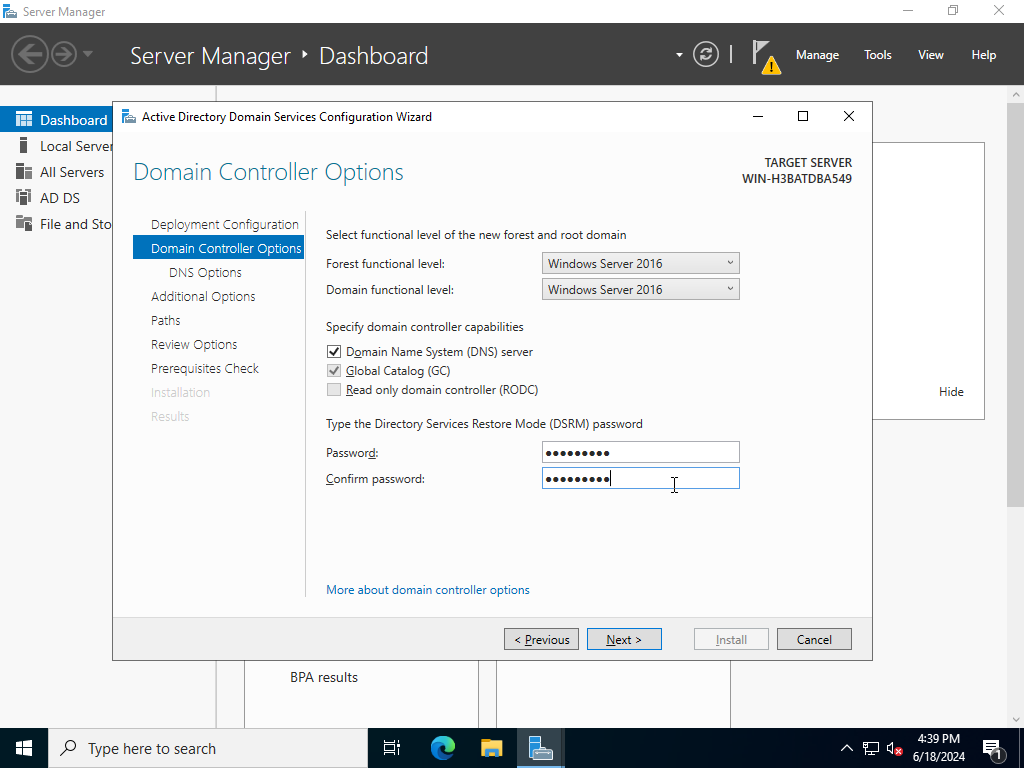 Server Manager
Server Manager ‣ Dashboard
Manage
Tools
View
Help
Dashboard
Local Server
All Servers
AD DS
File and Sto
Active Directory Domain Services Configuration Wizard
Domain Controller Options
TARGET SERVER
WIN-H3BATDBA549
Deployment Configuration
Domain Controller Options
DNS Options
Additional Options
Paths
Review Options
Prerequisites Check
Installation
Results
Select functional level of the new forest and root domain
Forest functional level:
Windows Server 2016
Domain functional level:
Windows Server 2016
Specify domain controller capabilities
Domain Name System (DNS) server
Global Catalog (GC)
Read only domain controller (RODC)
Type the Directory Services Restore Mode (DSRM) password
Password:
●●●●●●●●●
Confirm password:
●●●●●●●●●
More about domain controller options
Hide
< Previous
Next >
Install
Cancel
BPA results
Type here to search
4:39 PM
6/18/2024
1